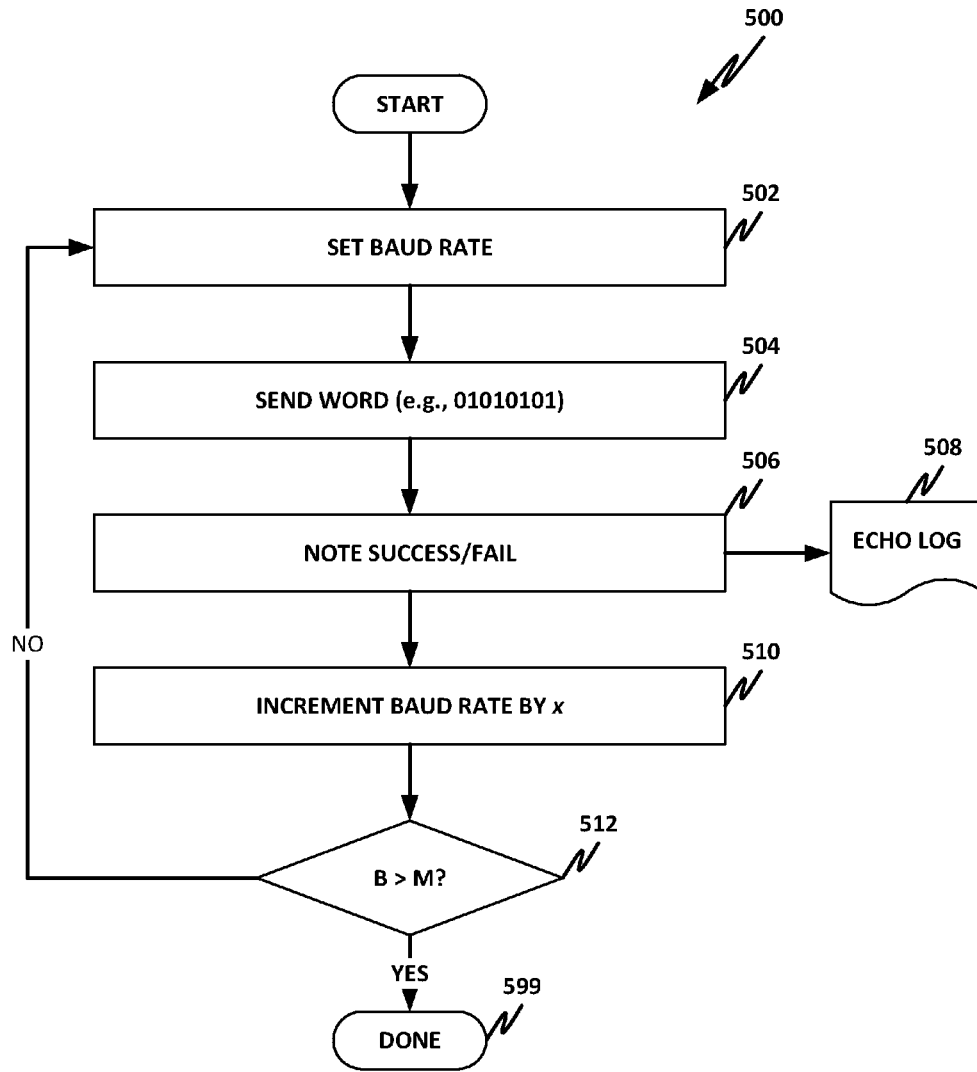 500
START
502
SET BAUD RATE
504
SEND WORD (e.g., 01010101)
506
508
NOTE SUCCESS/FAIL
ECHO LOG
NO
510
INCREMENT BAUD RATE BY x
512
B > M?
YES
599
DONE